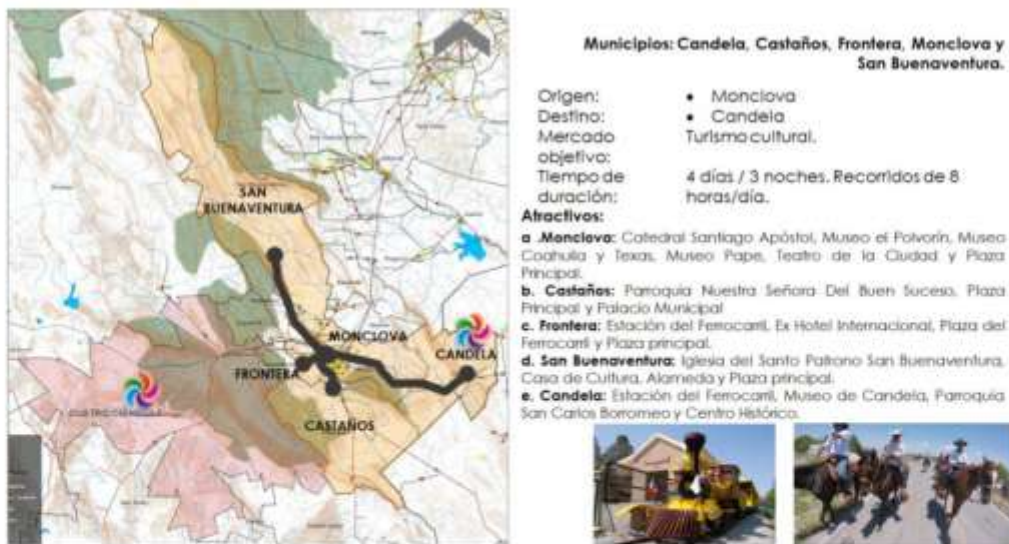 SAN
BUENAVENTURA
MONCLOVA
CANDELA
FRONTERA
CASTAÑOS
Municipios: Candela, Castaños, Frontera, Monclova y
San Buenaventura.
Origen: • Monclova
Destino: • Candela
Mercado Turismo cultural.
objetivo:
Tiempo de 4 días / 3 noches. Recorridos de 8
duración: horas/día.
Atractivos:
a .Monclova: Catedral Santiago Apóstol, Museo el Polvorín, Museo
Coahuila y Texas, Museo Pape, Teatro de la Ciudad y Plaza
Principal.
b. Castaños: Parroquia Nuestra Señora Del Buen Suceso, Plaza
Principal y Palacio Municipal
c. Frontera: Estación del Ferrocarril, Ex Hotel Internacional, Plaza del
Ferrocarril y Plaza principal.
d. San Buenaventura: Iglesia del Santo Patrono San Buenaventura,
Casa de Cultura, Alameda y Plaza principal.
e. Candela: Estación del Ferrocarril, Museo de Candela, Parroquia
San Carlos Borromeo y Centro Histórico.